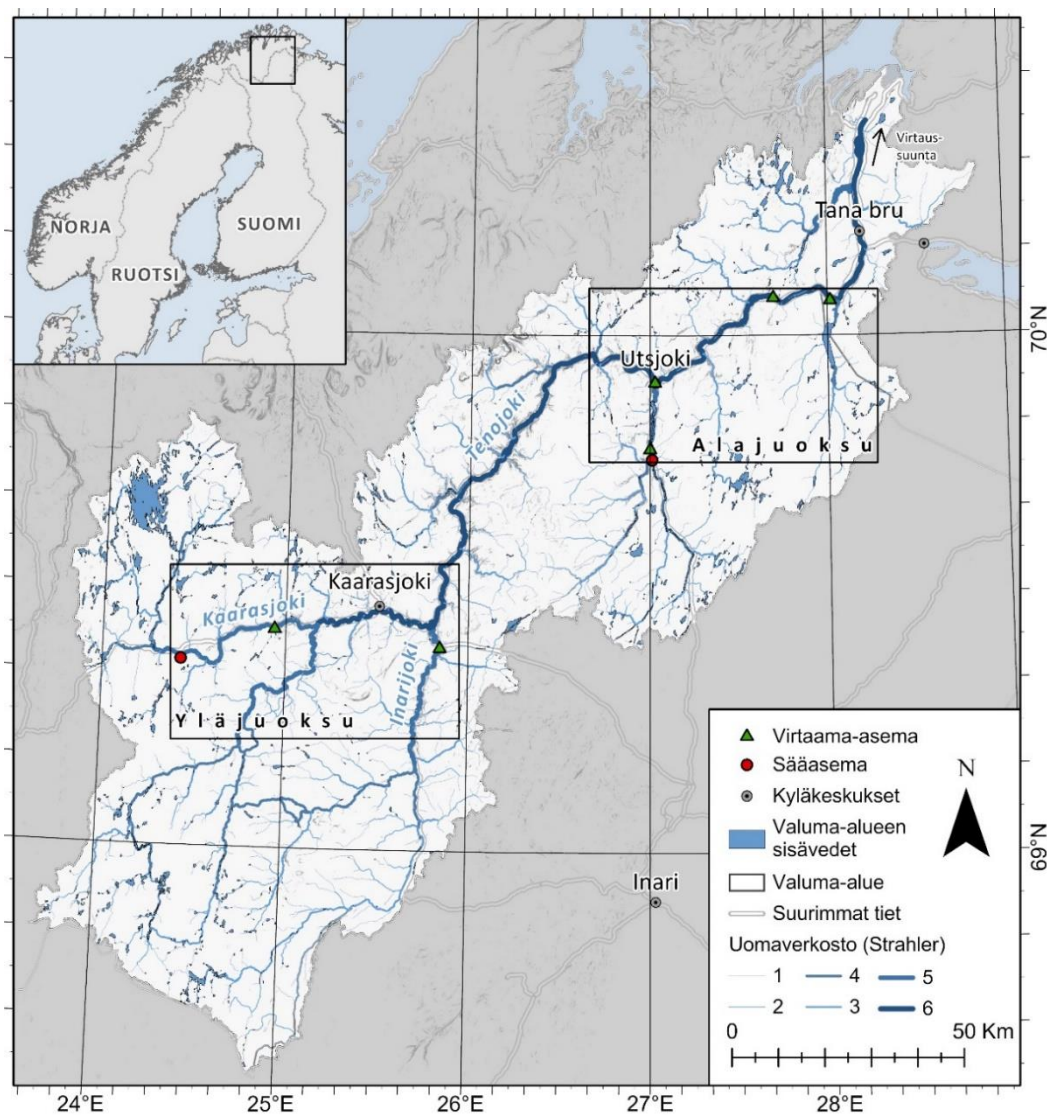 NORJA
SUOMI
RUOTSI
Virtaus-
suunta
Tana bru
70°N
Utsjoki
Tenojoki
Alajuoksu
Kaarasjoki
Kaarasjoki
Inarijoki
Yläjuoksu
69°N
Inari
Virtaama-asema
Sääasema
Kyläkeskukset
Valuma-alueen
sisävedet
Valuma-alue
Suurimmat tiet
Uomaverkosto (Strahler)
1 4 5
2 3 6
N
0 50 Km
24°E 25°E 26°E 27°E 28°E